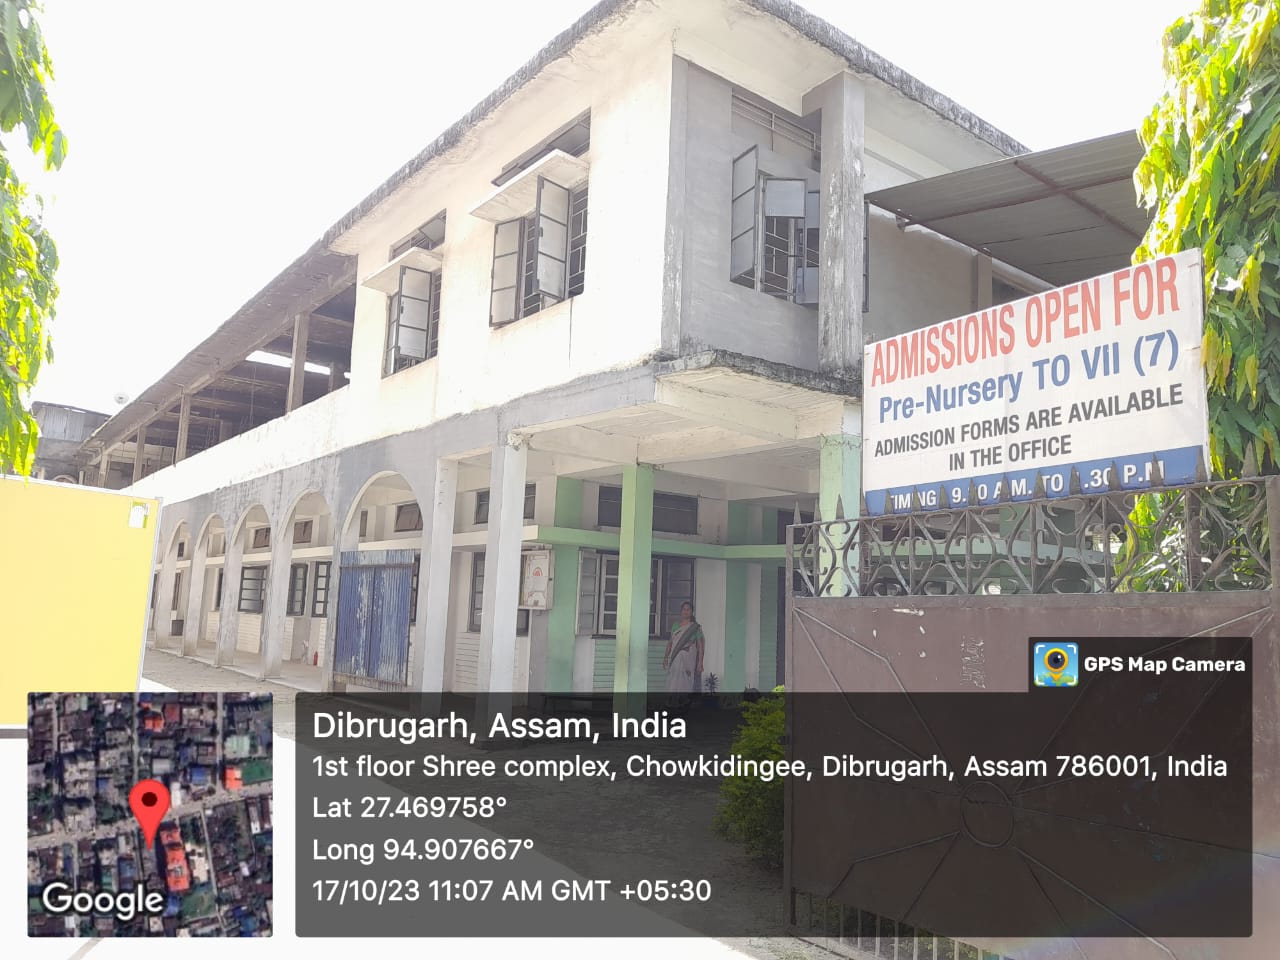 ADMISSIONS OPEN FOR
Pre-Nursery TO VII (7)
ADMISSION FORMS ARE AVAILABLE
IN THE OFFICE
A.M. TO
GPS Map Camera
Dibrugarh, Assam, India
1st floor Shree complex, Chowkidingee, Dibrugarh, Assam 786001, India
Lat 27.469758°
Long 94.907667°
17/10/23 11:07 AM GMT +05:30
Google